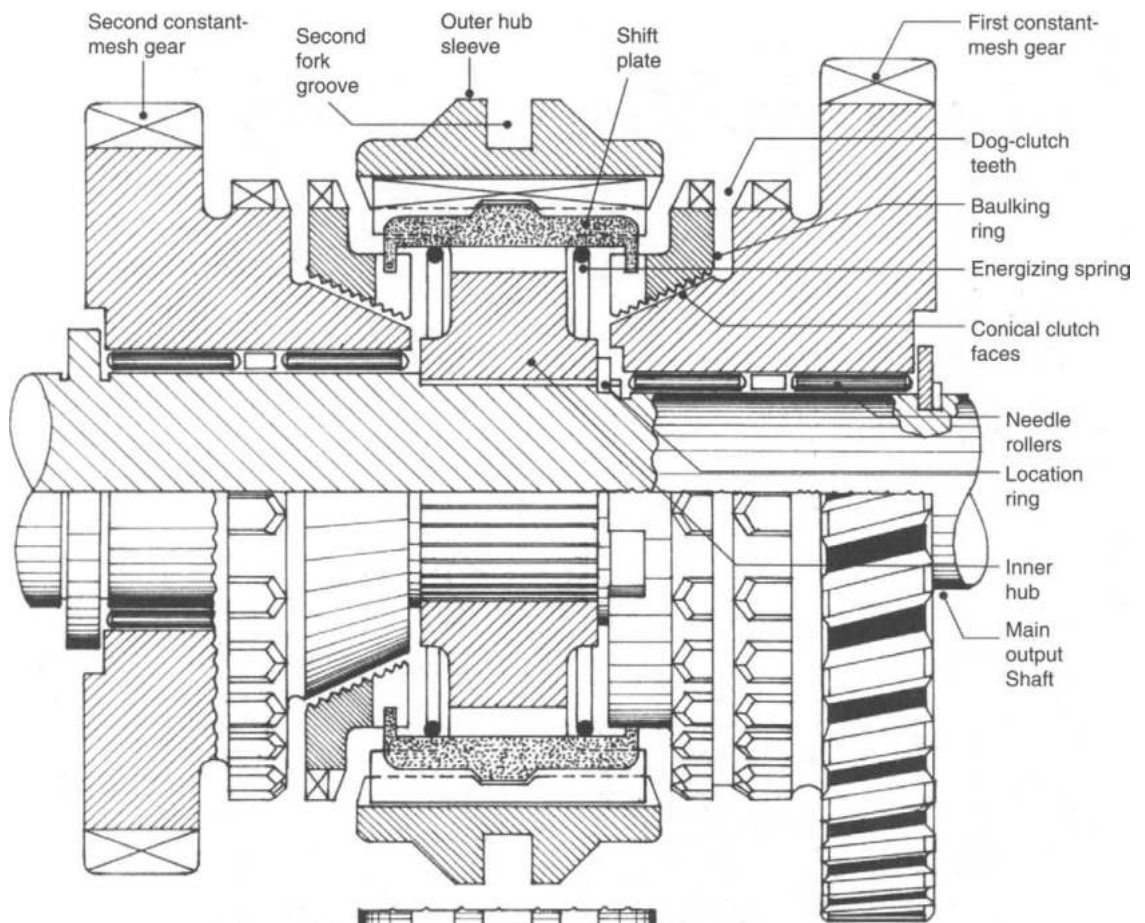 Second constant-
mesh gear
Second
fork
groove
Outer hub
sleeve
Shift
plate
First constant-
mesh gear
Dog-clutch
teeth
Baulking
ring
Energizing spring
Conical clutch
faces
Needle
rollers
Location
ring
Inner
hub
Main
output
Shaft